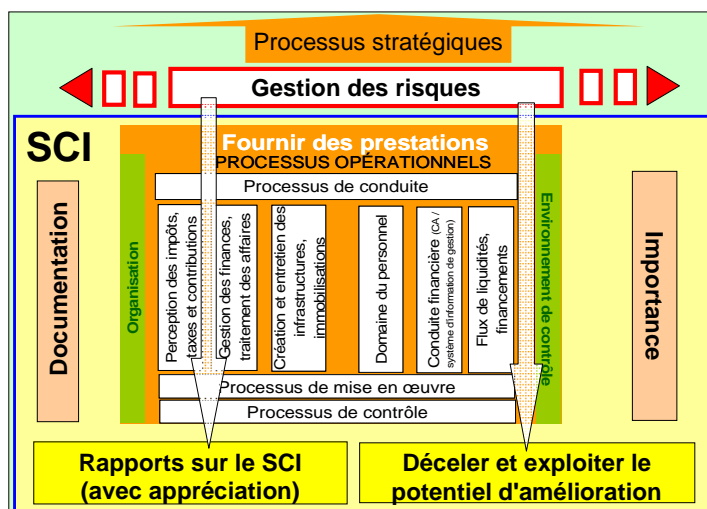 Processus stratégiques
Gestion des risques
SCI
Fournir des prestations
PROCESSUS OPÉRATIONNELS
Processus de conduite
Documentation
Organisation
Perception des impôts,
taxes et contributions
Gestion des finances,
traitement des affaires
Création et entretien des
infrastructures,
immobilisations
Domaine du personnel
Conduite financière (CA /
système d'information de gestion)
Flux de liquidités,
financements
Environnement de contrôle
Importance
Processus de mise en œuvre
Processus de contrôle
Rapports sur le SCI
(avec appréciation)
Déceler et exploiter le
potentiel d'amélioration